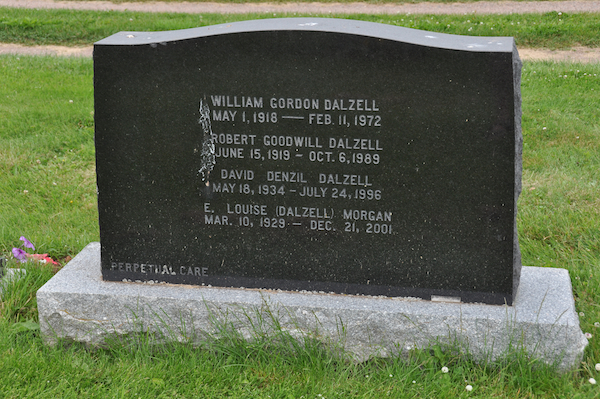 WILLIAM GORDON DALZELL
MAY 1, 1918 — FEB. 11, 1972
ROBERT GOODWILL DALZELL
JUNE 15, 1919 - OCT. 6, 1989
DAVID DENZIL DALZELL
MAY 18, 1934 - JULY 24, 1996
E. LOUISE (DALZELL) MORGAN
MAR. 10, 1929 - DEC. 21, 2001
PERPETUAL CARE